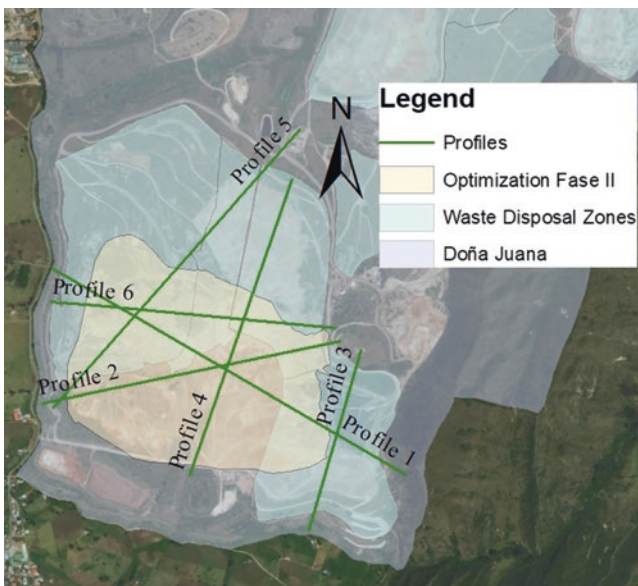 Legend
N
Profiles
Optimization Fase II
Waste Disposal Zones
Doña Juana
Profile 5
Profile 6
Profile 2
Profile 3
Profile 4
Profile 1